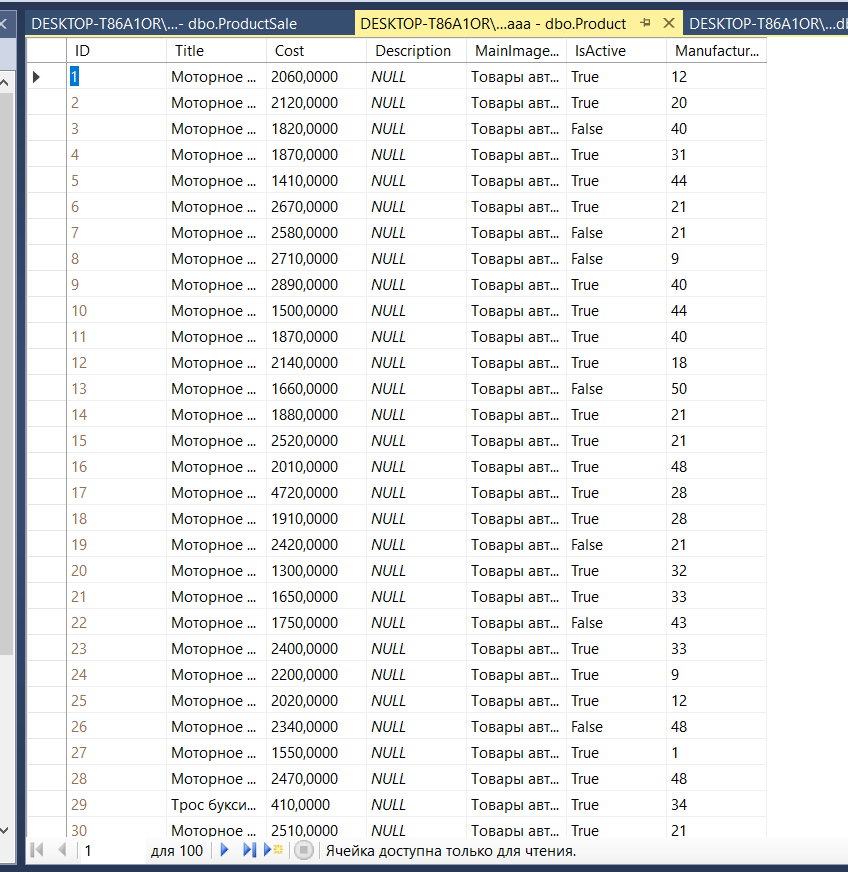 DESKTOP-T86A1OR\...- dbo.ProductSale DESKTOP-T86A1OR\...aaa - dbo.Product DESKTOP-T86A1OR\...db
ID Title Cost Description MainImage... IsActive Manufactur...
1 Моторное ... 2060,0000 NULL Товары авт... True 12
2 Моторное ... 2120,0000 NULL Товары авт... True 20
3 Моторное ... 1820,0000 NULL Товары авт... False 40
4 Моторное ... 1870,0000 NULL Товары авт... True 31
5 Моторное ... 1410,0000 NULL Товары авт... True 44
6 Моторное ... 2670,0000 NULL Товары авт... True 21
7 Моторное ... 2580,0000 NULL Товары авт... False 21
8 Моторное ... 2710,0000 NULL Товары авт... False 9
9 Моторное ... 2890,0000 NULL Товары авт... True 40
10 Моторное ... 1500,0000 NULL Товары авт... True 44
11 Моторное ... 1870,0000 NULL Товары авт... True 40
12 Моторное ... 2140,0000 NULL Товары авт... True 18
13 Моторное ... 1660,0000 NULL Товары авт... False 50
14 Моторное ... 1880,0000 NULL Товары авт... True 21
15 Моторное ... 2520,0000 NULL Товары авт... True 21
16 Моторное ... 2010,0000 NULL Товары авт... True 48
17 Моторное ... 4720,0000 NULL Товары авт... True 28
18 Моторное ... 1910,0000 NULL Товары авт... True 28
19 Моторное ... 2420,0000 NULL Товары авт... False 21
20 Моторное ... 1300,0000 NULL Товары авт... True 32
21 Моторное ... 1650,0000 NULL Товары авт... True 33
22 Моторное ... 1750,0000 NULL Товары авт... False 43
23 Моторное ... 2400,0000 NULL Товары авт... True 33
24 Моторное ... 2200,0000 NULL Товары авт... True 9
25 Моторное ... 2020,0000 NULL Товары авт... True 12
26 Моторное ... 2340,0000 NULL Товары авт... False 48
27 Моторное ... 1550,0000 NULL Товары авт... True 1
28 Моторное ... 2470,0000 NULL Товары авт... True 48
29 Трос букси... 410,0000 NULL Товары авт... True 34
30 Моторное ... 2510,0000 NULL Товары авт... True 21
1 для 100 Ячейка доступна только для чтения.